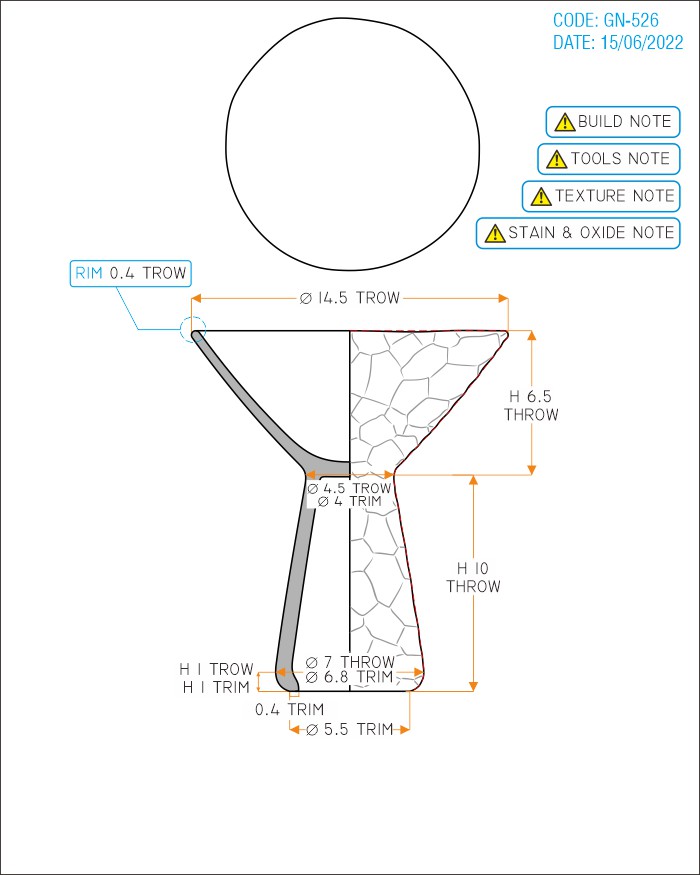 CODE: GN-526
DATE: 15/06/2022
BUILD NOTE
TOOLS NOTE
TEXTURE NOTE
STAIN & OXIDE NOTE
RIM 0.4 TROW
Ø 14.5 TROW
H 6.5
THROW
Ø 4.5 TROW
Ø 4 TRIM
H 10
THROW
Ø 7 THROW
Ø 6.8 TRIM
H 1 TROW
H 1 TRIM
0.4 TRIM
Ø 5.5 TRIM